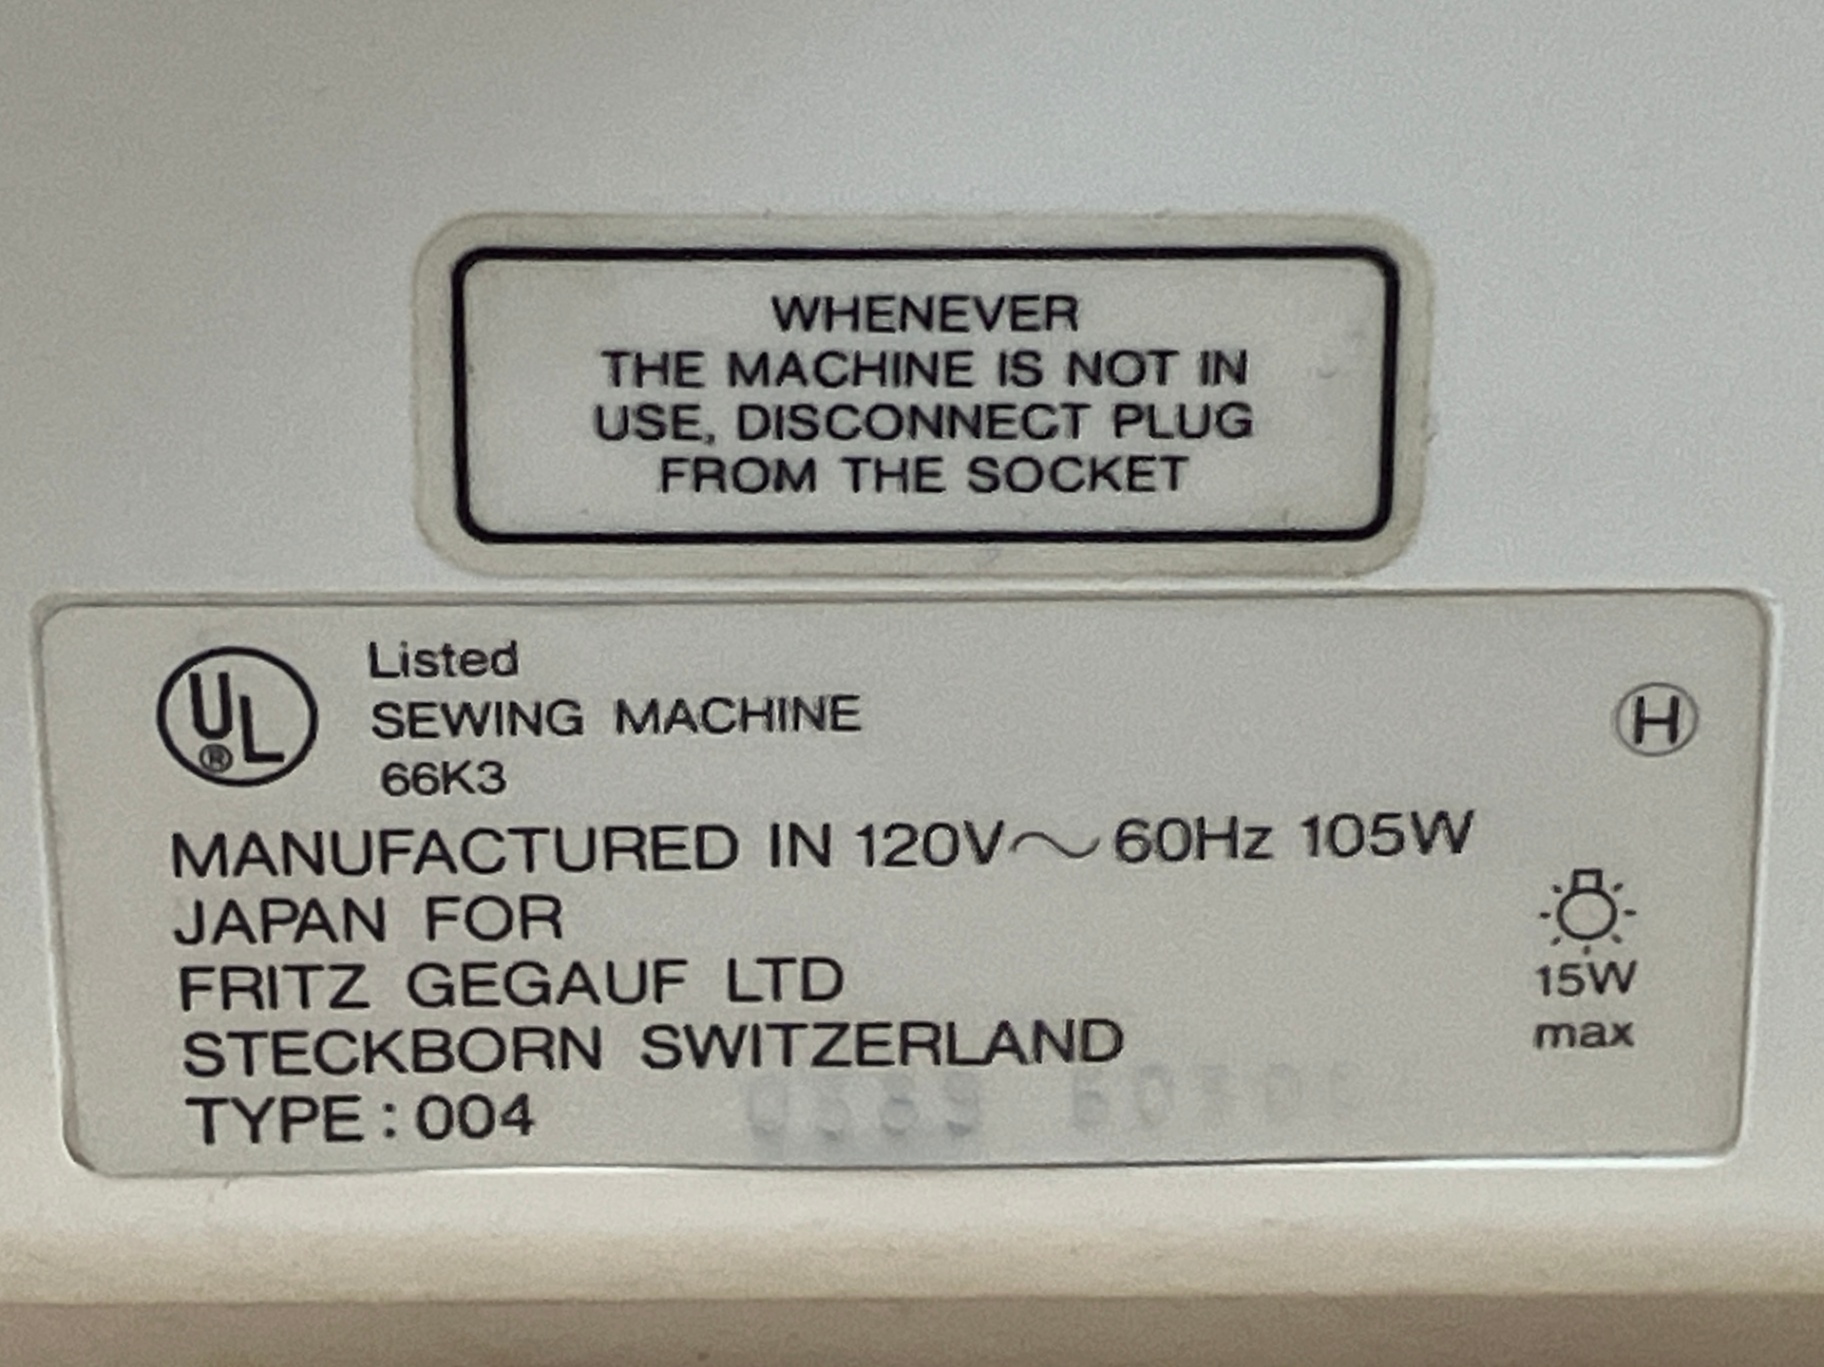 WHENEVER
THE MACHINE IS NOT IN
USE, DISCONNECT PLUG
FROM THE SOCKET
UL ®
Listed
SEWING MACHINE
66K3
H
MANUFACTURED IN 120V～60Hz 105W
JAPAN FOR
FRITZ GEGAUF LTD
STECKBORN SWITZERLAND
TYPE : 004
15W
max